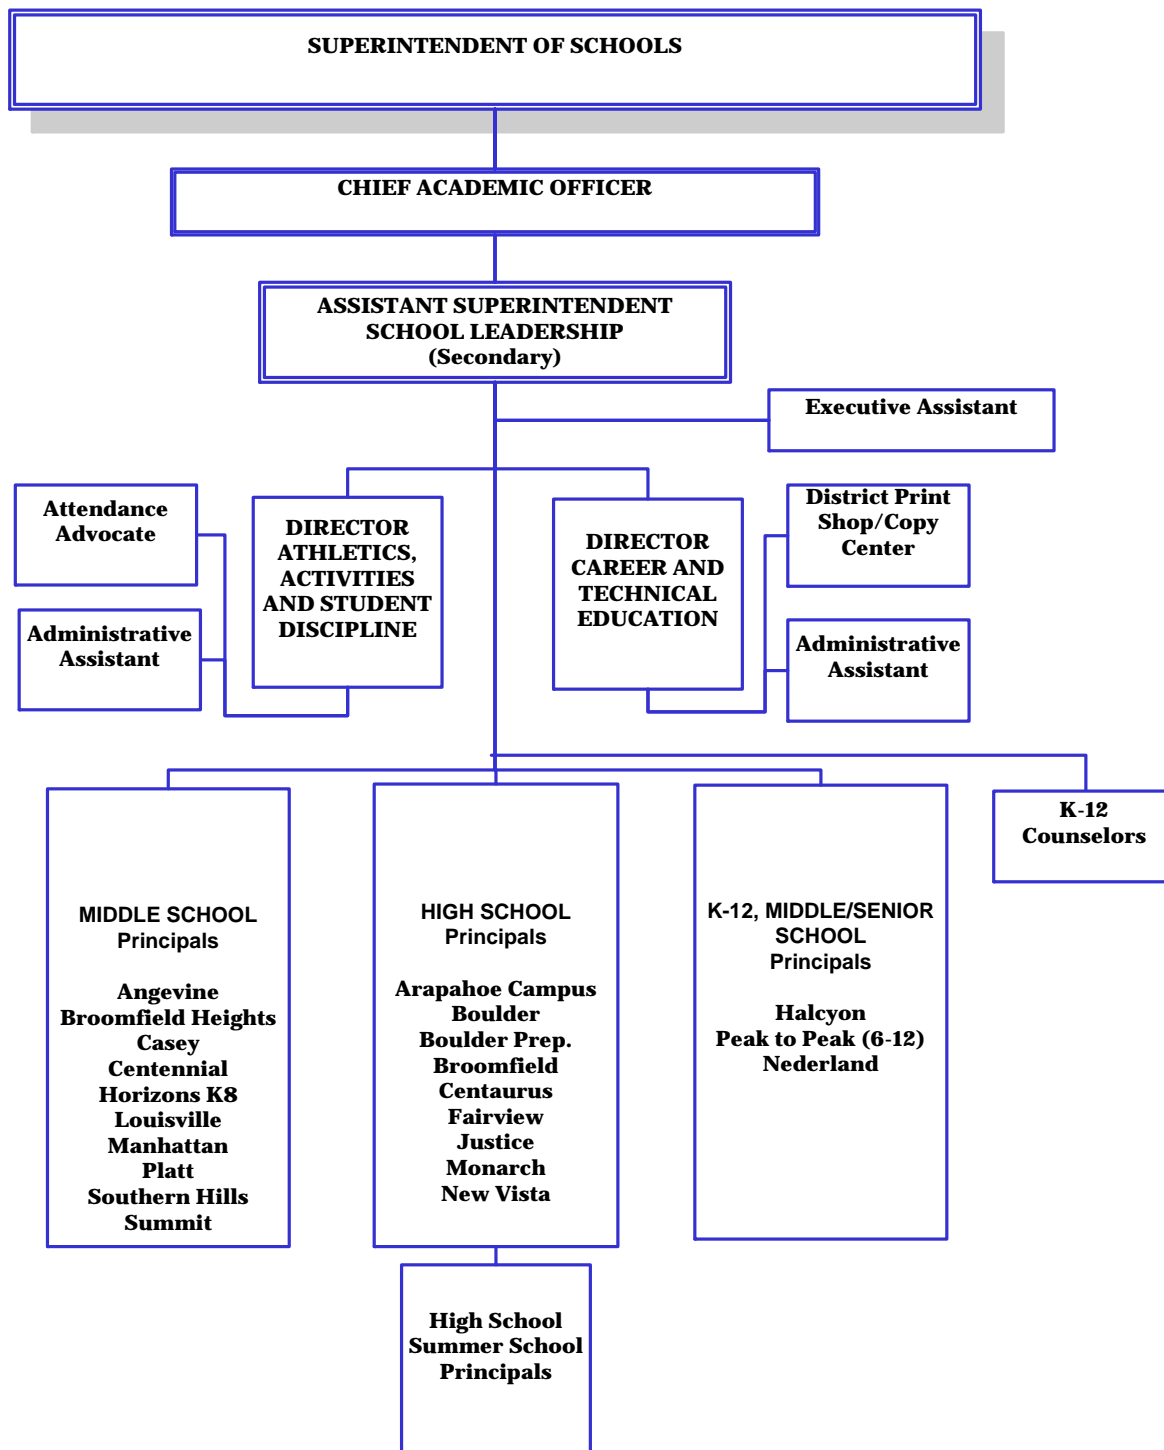 SUPERINTENDENT OF SCHOOLS
CHIEF ACADEMIC OFFICER
ASSISTANT SUPERINTENDENT
SCHOOL LEADERSHIP
(Secondary)
Executive Assistant
Attendance
Advocate
Administrative
Assistant
DIRECTOR
ATHLETICS,
ACTIVITIES
AND STUDENT
DISCIPLINE
DIRECTOR
CAREER AND
TECHNICAL
EDUCATION
District Print
Shop/Copy
Center
Administrative
Assistant
MIDDLE SCHOOL
Principals
Angevine
Broomfield Heights
Casey
Centennial
Horizons K8
Louisville
Manhattan
Platt
Southern Hills
Summit
HIGH SCHOOL
Principals
Arapahoe Campus
Boulder
Boulder Prep.
Broomfield
Centaurus
Fairview
Justice
Monarch
New Vista
K-12, MIDDLE/SENIOR
SCHOOL
Principals
Halcyon
Peak to Peak (6-12)
Nederland
K-12
Counselors
High School
Summer School
Principals